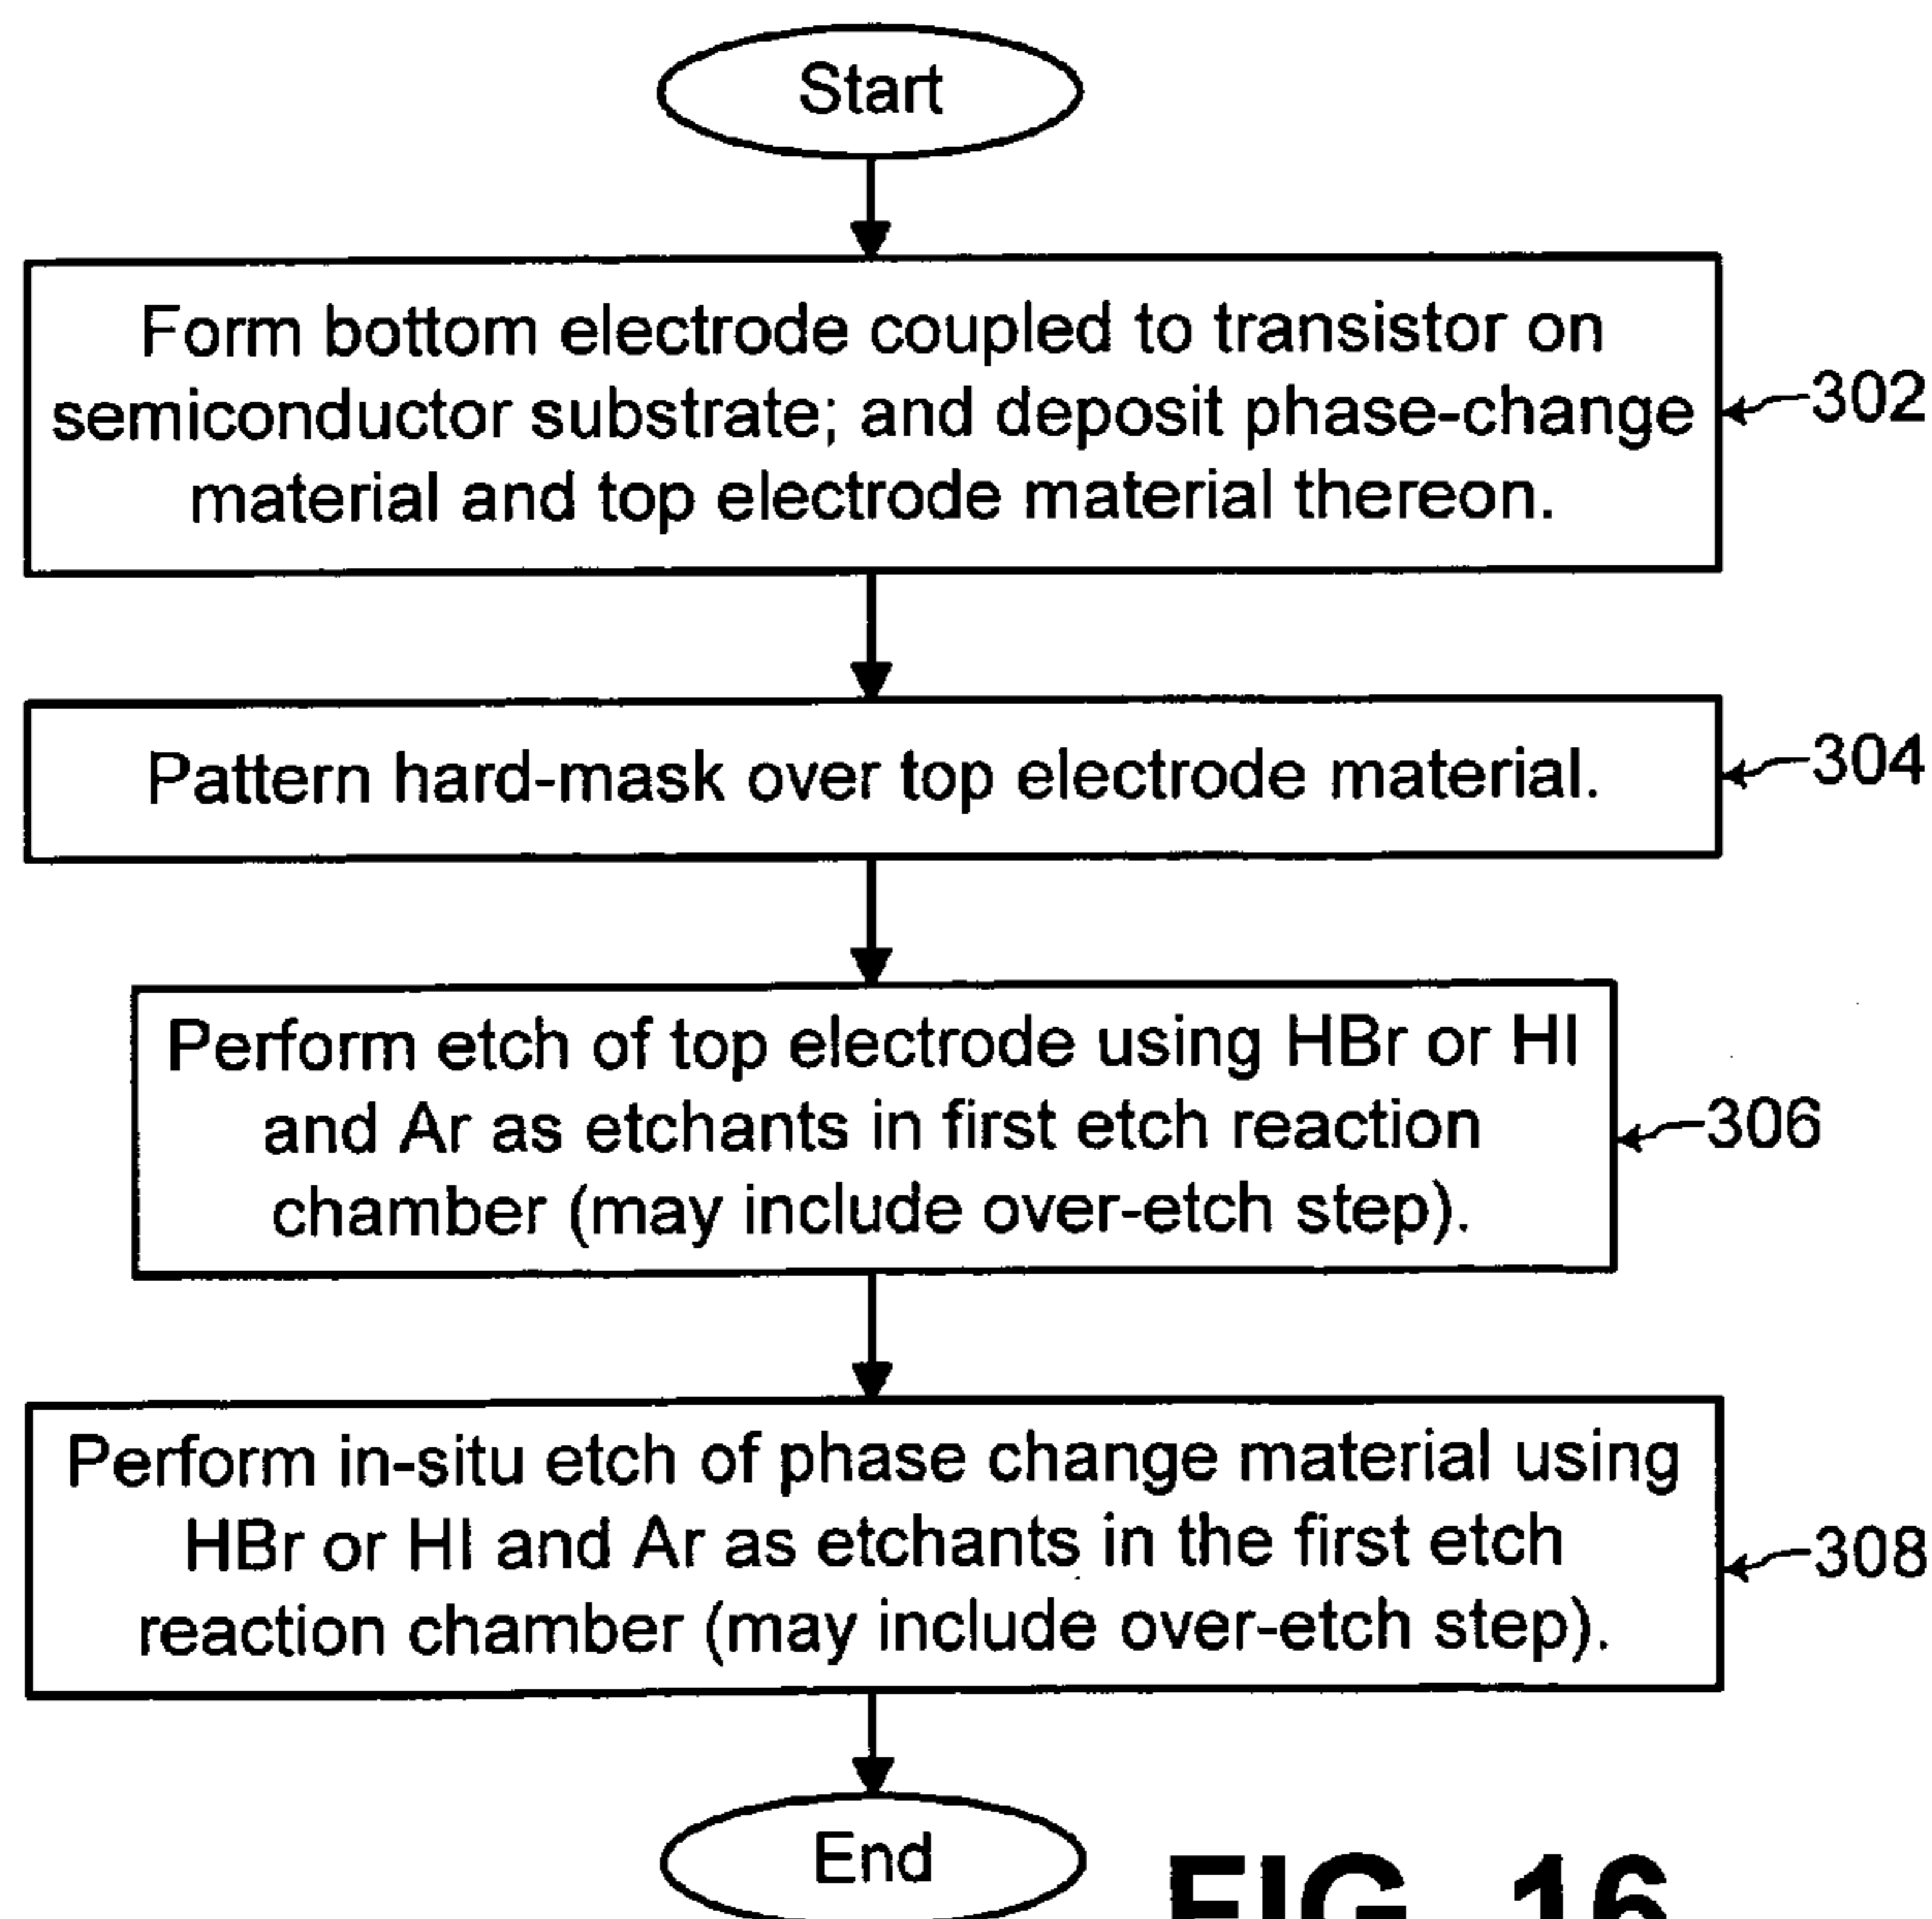 Start
Form bottom electrode coupled to transistor on
semiconductor substrate; and deposit phase-change
material and top electrode material thereon.
302
Pattern hard-mask over top electrode material.
304
Perform etch of top electrode using HBr or HI
and Ar as etchants in first etch reaction
chamber (may include over-etch step).
306
Perform in-situ etch of phase change material using
HBr or HI and Ar as etchants in the first etch
reaction chamber (may include over-etch step).
308
End
FIG. 16